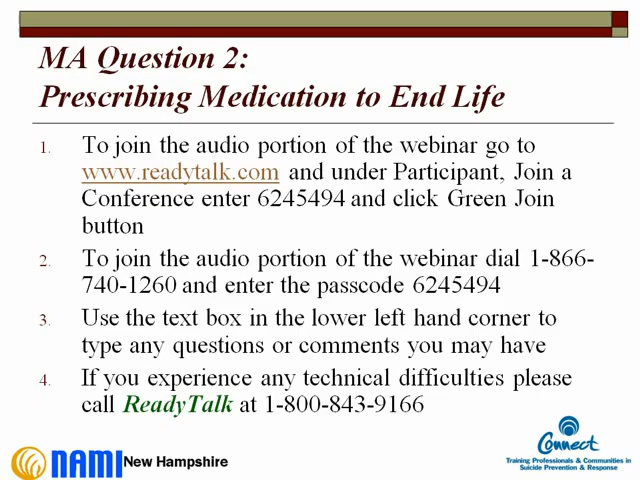 MA Question 2:
Prescribing Medication to End Life
1. To join the audio portion of the webinar go to
www.readytalk.com and under Participant, Join a
Conference enter 6245494 and click Green Join
button
2. To join the audio portion of the webinar dial 1-866-
740-1260 and enter the passcode 6245494
3. Use the text box in the lower left hand corner to
type any questions or comments you may have
4. If you experience any technical difficulties please
call ReadyTalk at 1-800-843-9166
NAMI New Hampshire
Connect
Training Professionals & Communities in
Suicide Prevention & Response